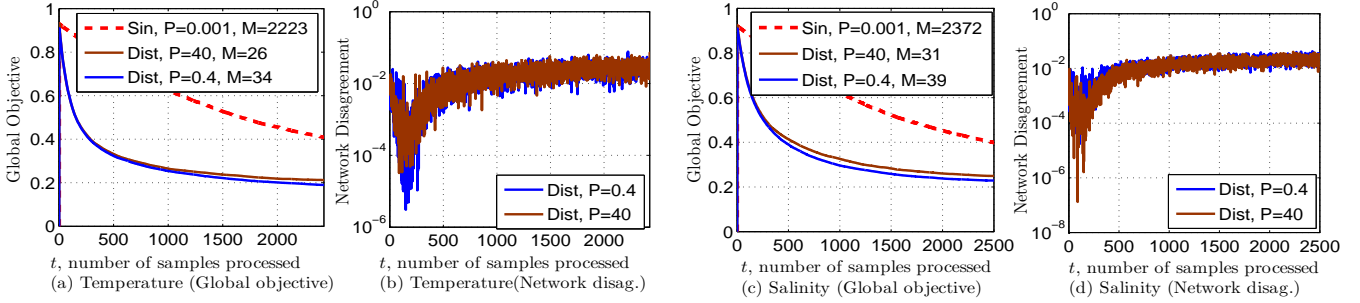 Global Objective
1
0.8
0.6
0.4
0.2
0
Sin, P=0.001, M=2223
Dist, P=40, M=26
Dist, P=0.4, M=34
0 500 1000 1500 2000
t, number of samples processed
(a) Temperature (Global objective)
Network Disagreement
10^0
10^-2
10^-4
10^-6
Dist, P=0.4
Dist, P=40
0 500 1000 1500 2000
t, number of samples processed
(b) Temperature(Network disag.)
Global Objective
1
0.8
0.6
0.4
0.2
0
Sin, P=0.001, M=2372
Dist, P=40, M=31
Dist, P=0.4, M=39
0 500 1000 1500 2000 2500
t, number of samples processed
(c) Salinity (Global objective)
Network Disagreement
10^0
10^-2
10^-4
10^-6
10^-8
Dist, P=0.4
Dist, P=40
0 500 1000 1500 2000 2500
t, number of samples processed
(d) Salinity (Network disag.)